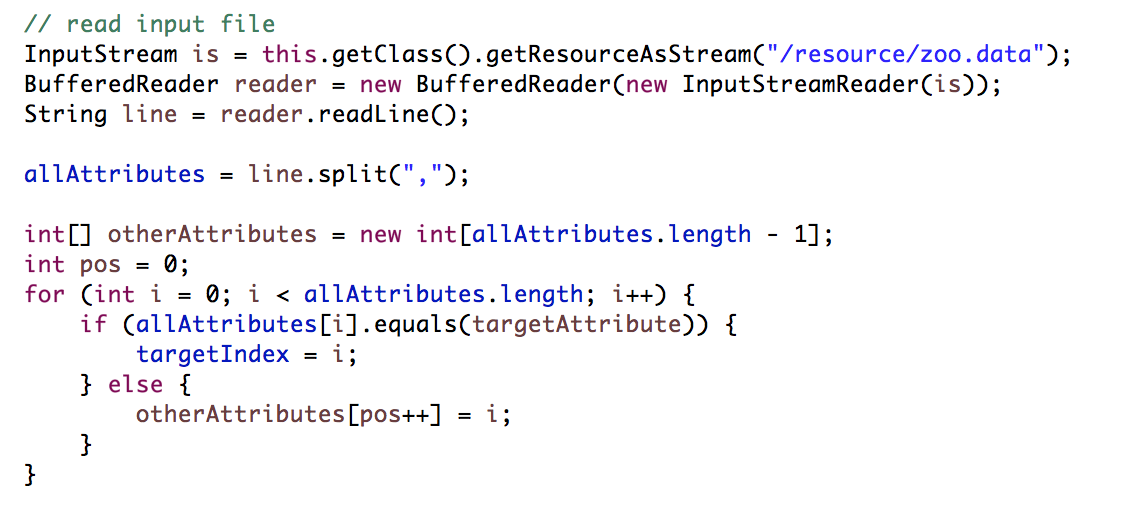 // read input file
InputStream is = this.getClass().getResourceAsStream("/resource/zoo.data");
BufferedReader reader = new BufferedReader(new InputStreamReader(is));
String line = reader.readLine();

allAttributes = line.split(",");

int[] otherAttributes = new int[allAttributes.length - 1];
int pos = 0;
for (int i = 0; i < allAttributes.length; i++) {
    if (allAttributes[i].equals(targetAttribute)) {
        targetIndex = i;
    } else {
        otherAttributes[pos++] = i;
    }
}